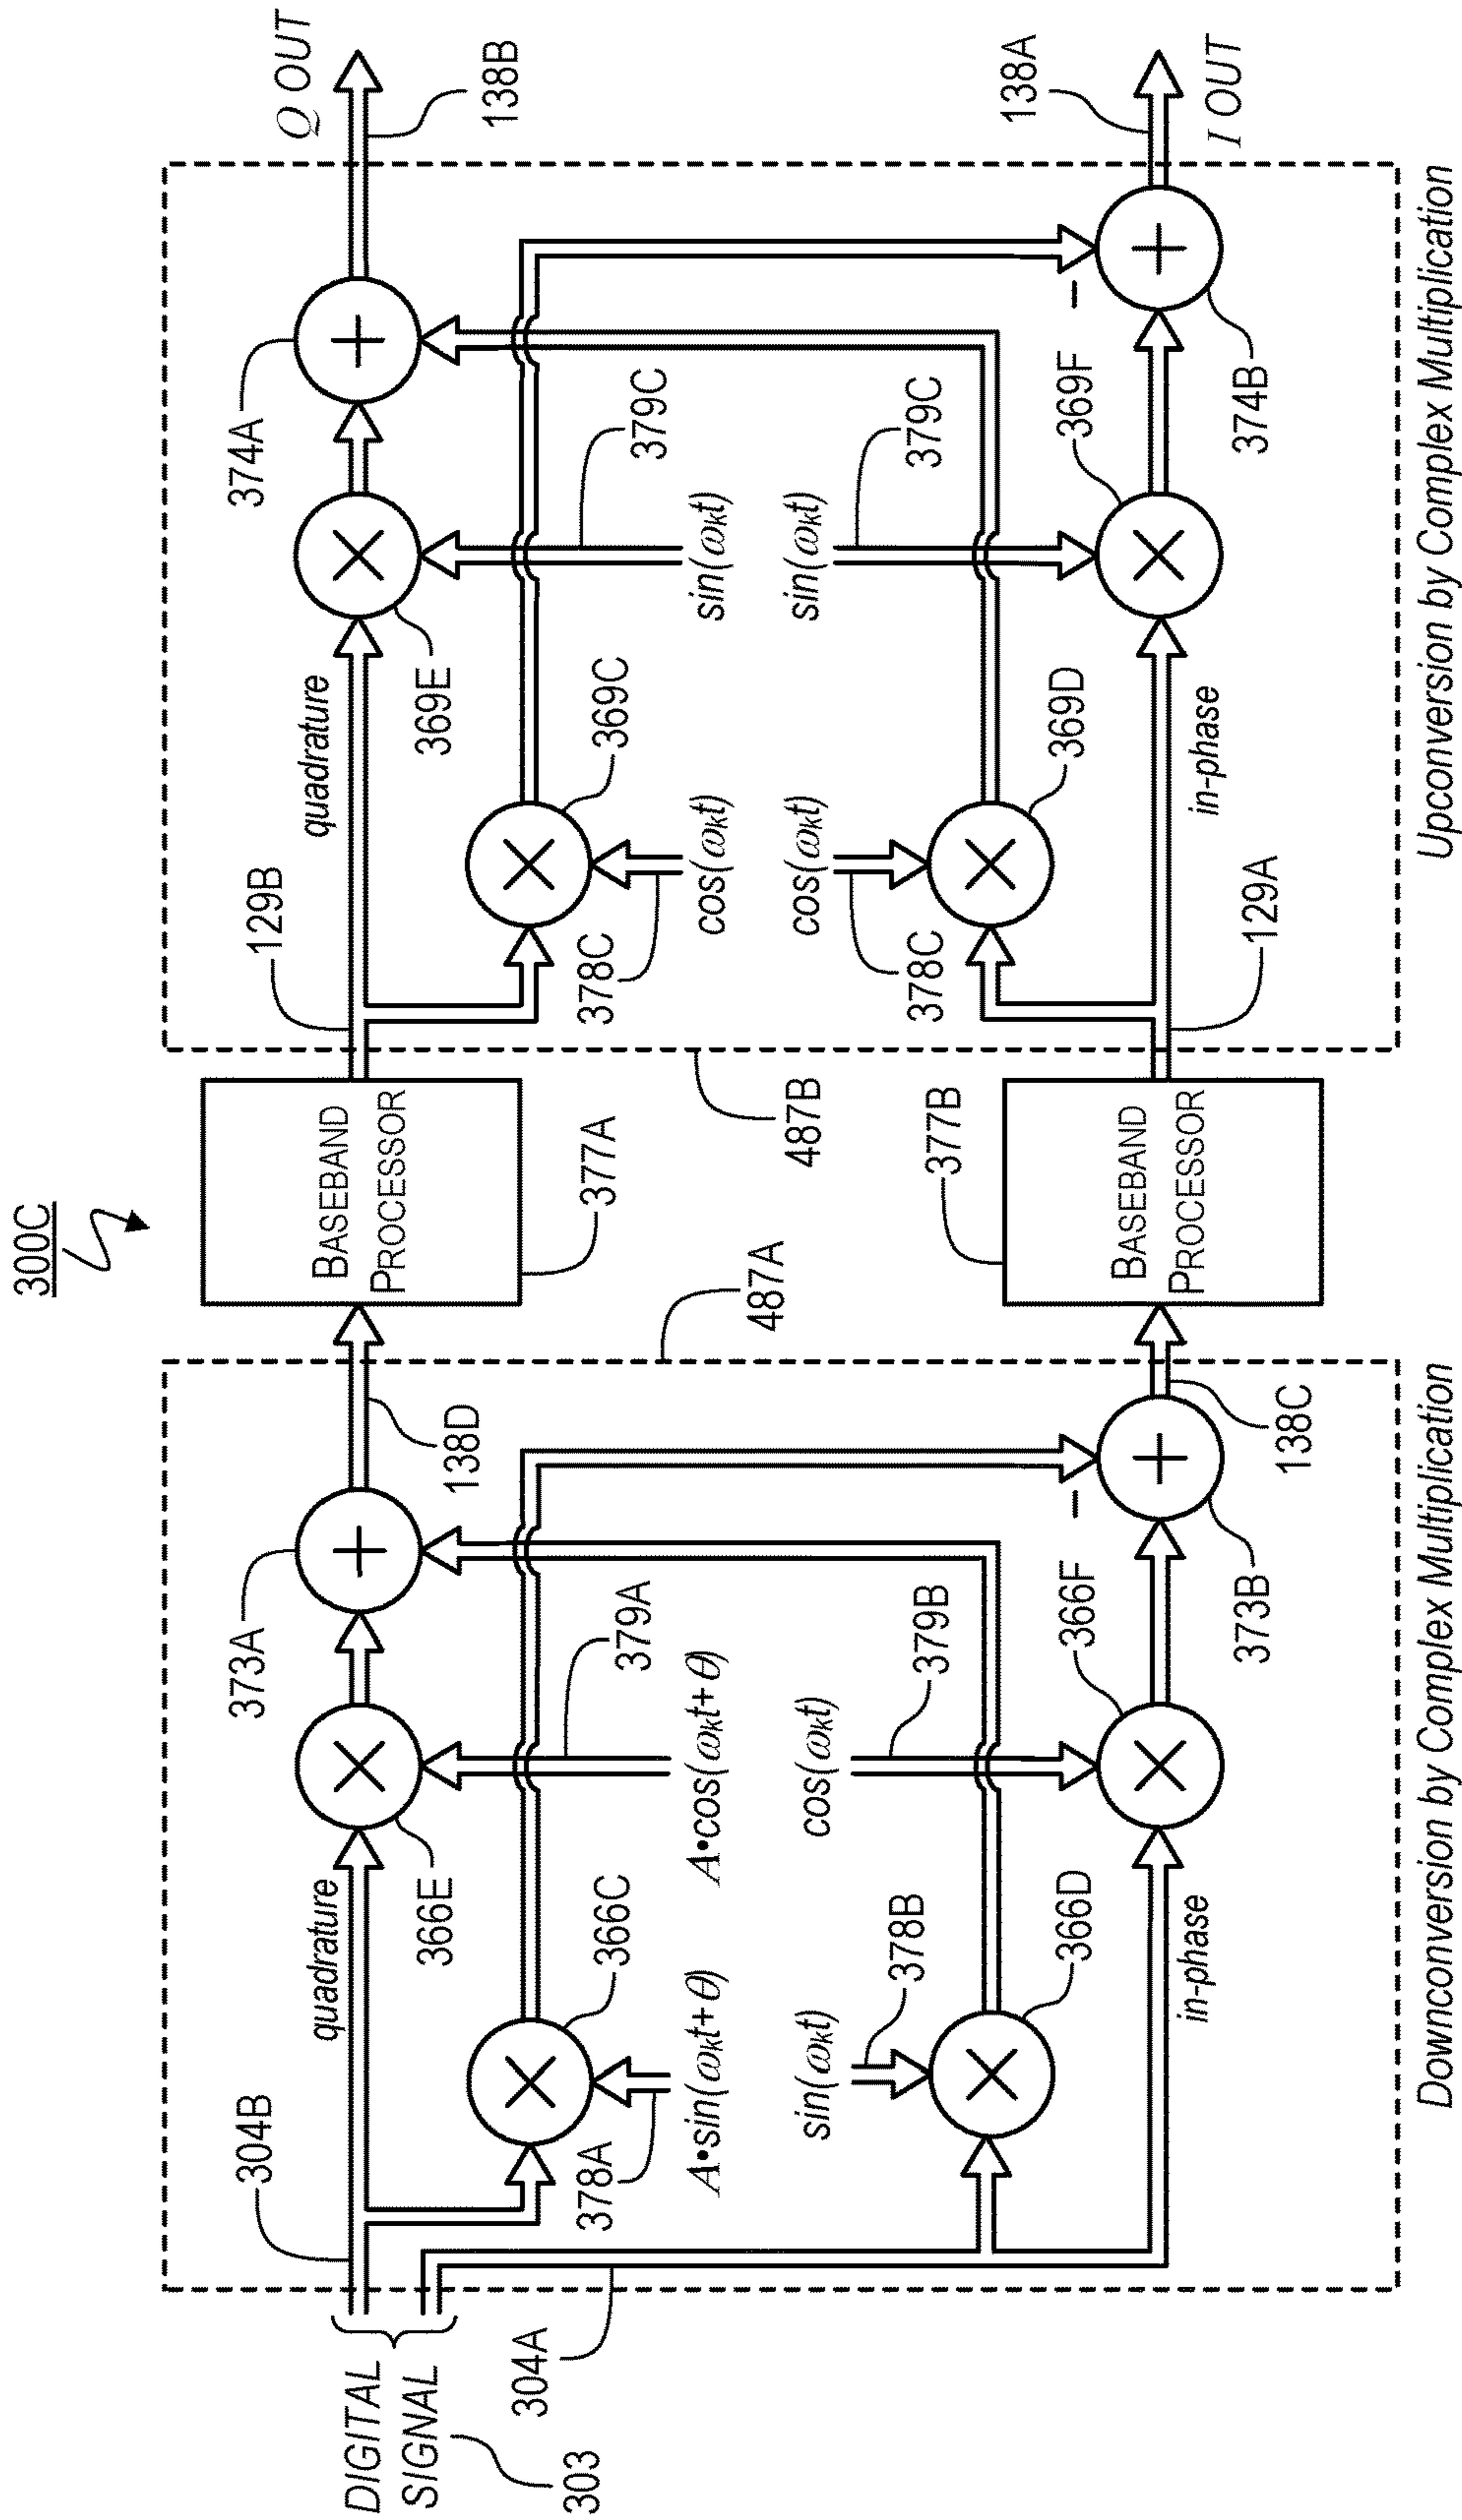 300C
DIGITAL
SIGNAL
303
304B
304A
quadrature
366E
373A
138D
366C
378A
A•sin(ωkt+θ)
A•cos(ωkt+θ)
379A
sin(ωkt)
378B
cos(ωkt)
379B
366D
366F
in-phase
373B
–
138C
487A
Downconversion by Complex Multiplication
BASEBAND
PROCESSOR
377A
BASEBAND
PROCESSOR
377B
487B
129B
quadrature
369E
374A
Q OUT
138B
378C
369C
cos(ωkt)
sin(ωkt)
379C
cos(ωkt)
sin(ωkt)
378C
379C
369D
369F
129A
in-phase
374B
–
138A
I OUT
Upconversion by Complex Multiplication